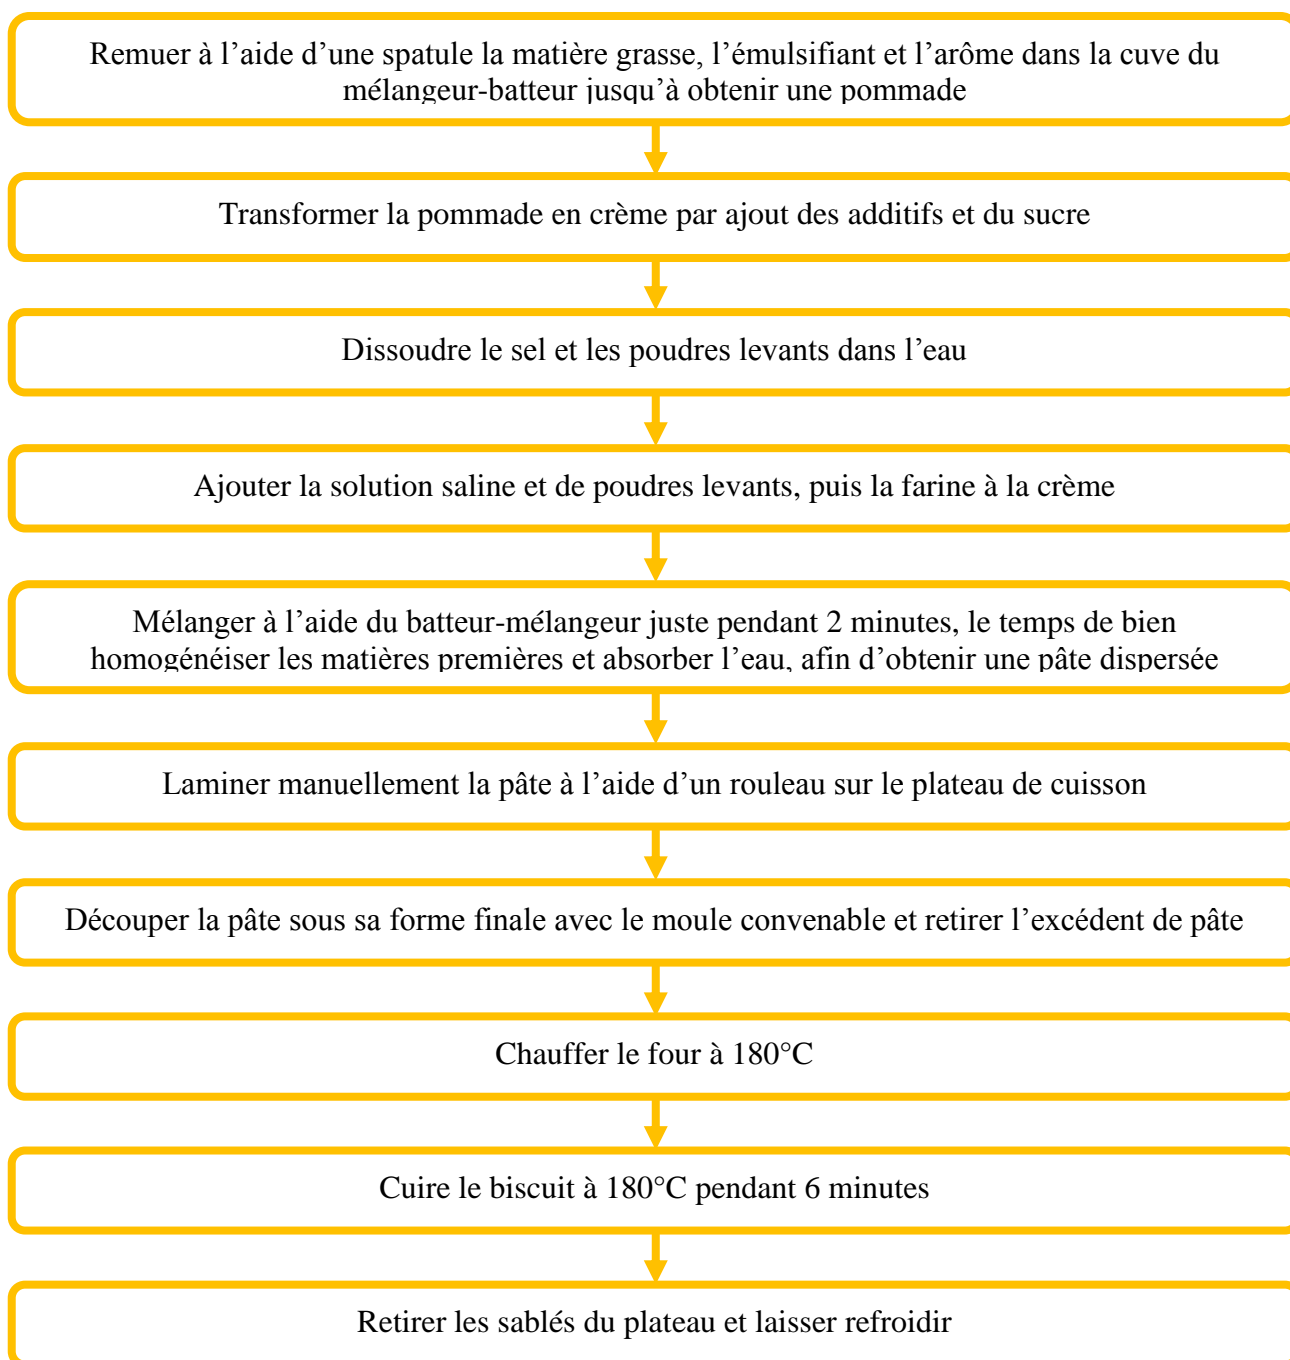 Remuer à l’aide d’une spatule la matière grasse, l’émulsifiant et l’arôme dans la cuve du
mélangeur-batteur jusqu’à obtenir une pommade
Transformer la pommade en crème par ajout des additifs et du sucre
Dissoudre le sel et les poudres levants dans l’eau
Ajouter la solution saline et de poudres levants, puis la farine à la crème
Mélanger à l’aide du batteur-mélangeur juste pendant 2 minutes, le temps de bien
homogénéiser les matières premières et absorber l’eau, afin d’obtenir une pâte dispersée
Laminer manuellement la pâte à l’aide d’un rouleau sur le plateau de cuisson
Découper la pâte sous sa forme finale avec le moule convenable et retirer l’excédent de pâte
Chauffer le four à 180°C
Cuire le biscuit à 180°C pendant 6 minutes
Retirer les sablés du plateau et laisser refroidir